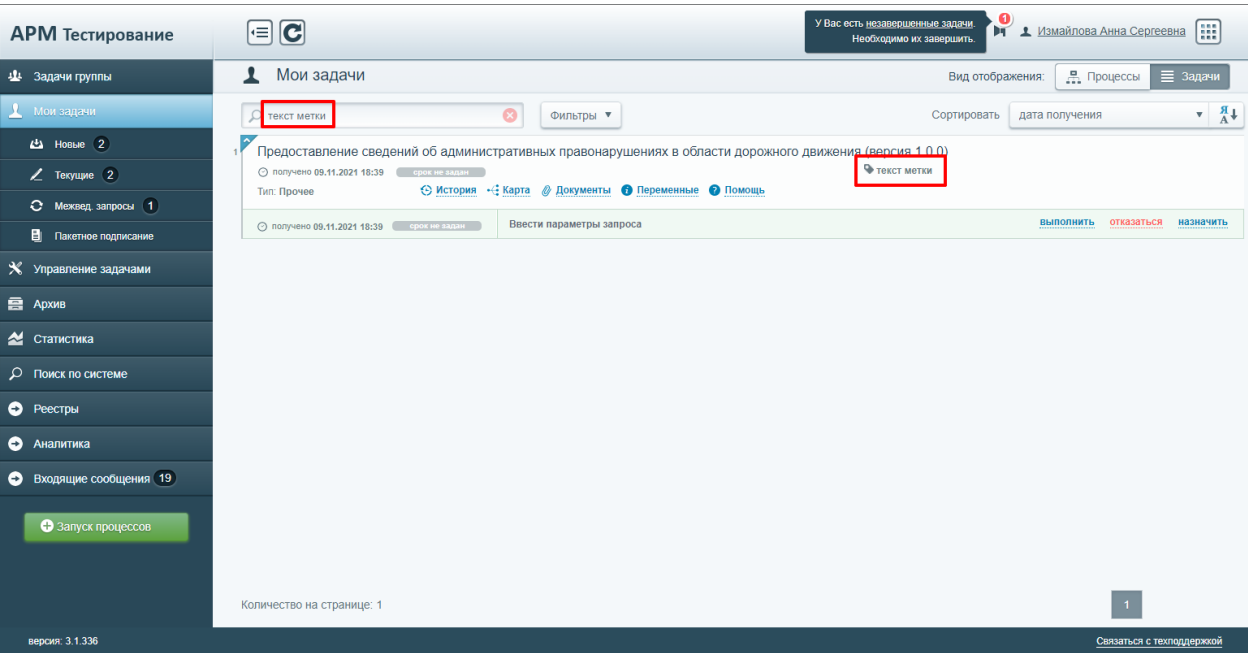 АРМ Тестирование
У Вас есть незавершенные задачи.
Необходимо их завершить.
1
Измайлова Анна Сергеевна
Задачи группы
Мои задачи
Новые 2
Текущие 2
Межвед. запросы 1
Пакетное подписание
Управление задачами
Архив
Статистика
Поиск по системе
Реестры
Аналитика
Входящие сообщения 19
Запуск процессов
Мои задачи
Вид отображения: Процессы Задачи
текст метки Фильтры Сортировать дата получения Я А
1 Предоставление сведений об административных правонарушениях в области дорожного движения (версия 1.0.0)
получено 09.11.2021 18:39 срок не задан текст метки
Тип: Прочее История Карта Документы Переменные Помощь
получено 09.11.2021 18:39 срок не задан Ввести параметры запроса выполнить отказаться назначить
Количество на странице: 1 1
версия: 3.1.336 Связаться с техподдержкой